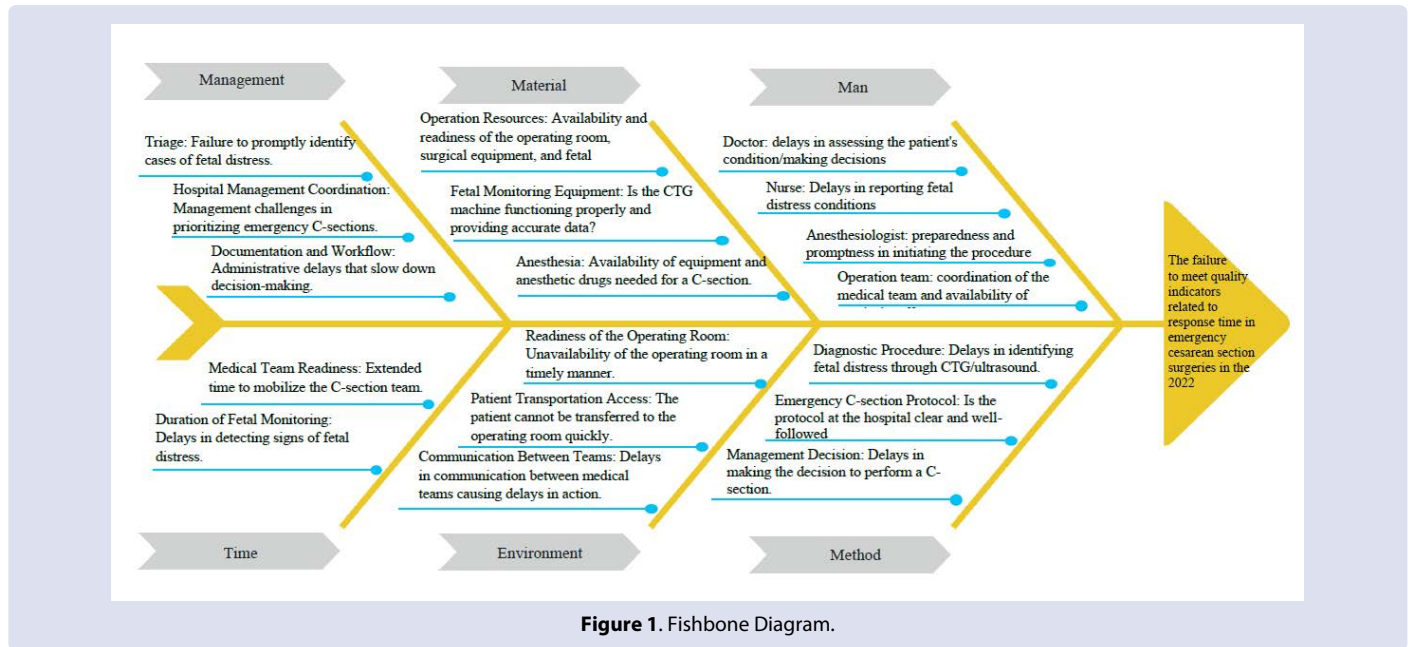 Management
Material
Man
Triage: Failure to promptly identify
cases of fetal distress.
Hospital Management Coordination:
Management challenges in
prioritizing emergency C-sections.
Documentation and Workflow:
Administrative delays that slow down
decision-making.
Operation Resources: Availability and
readiness of the operating room,
surgical equipment, and fetal
Fetal Monitoring Equipment: Is the CTG
machine functioning properly and
providing accurate data?
Anesthesia: Availability of equipment and
anesthetic drugs needed for a C-section.
Doctor: delays in assessing the patient's
condition/making decisions
Nurse: Delays in reporting fetal
distress conditions
Anesthesiologist: preparedness and
promptness in initiating the procedure
Operation team: coordination of the
medical team and availability of
The failure
to meet quality
indicators
related to
response time in
emergency
cesarean section
surgeries in the
2022
Medical Team Readiness: Extended
time to mobilize the C-section team.
Duration of Fetal Monitoring:
Delays in detecting signs of fetal
distress.
Readiness of the Operating Room:
Unavailability of the operating room in a
timely manner.
Patient Transportation Access: The
patient cannot be transferred to the
operating room quickly.
Communication Between Teams: Delays
in communication between medical
teams causing delays in action.
Diagnostic Procedure: Delays in identifying
fetal distress through CTG/ultrasound.
Emergency C-section Protocol: Is the
protocol at the hospital clear and well-
followed
Management Decision: Delays in
making the decision to perform a C-
section.
Time
Environment
Method
Figure 1. Fishbone Diagram.